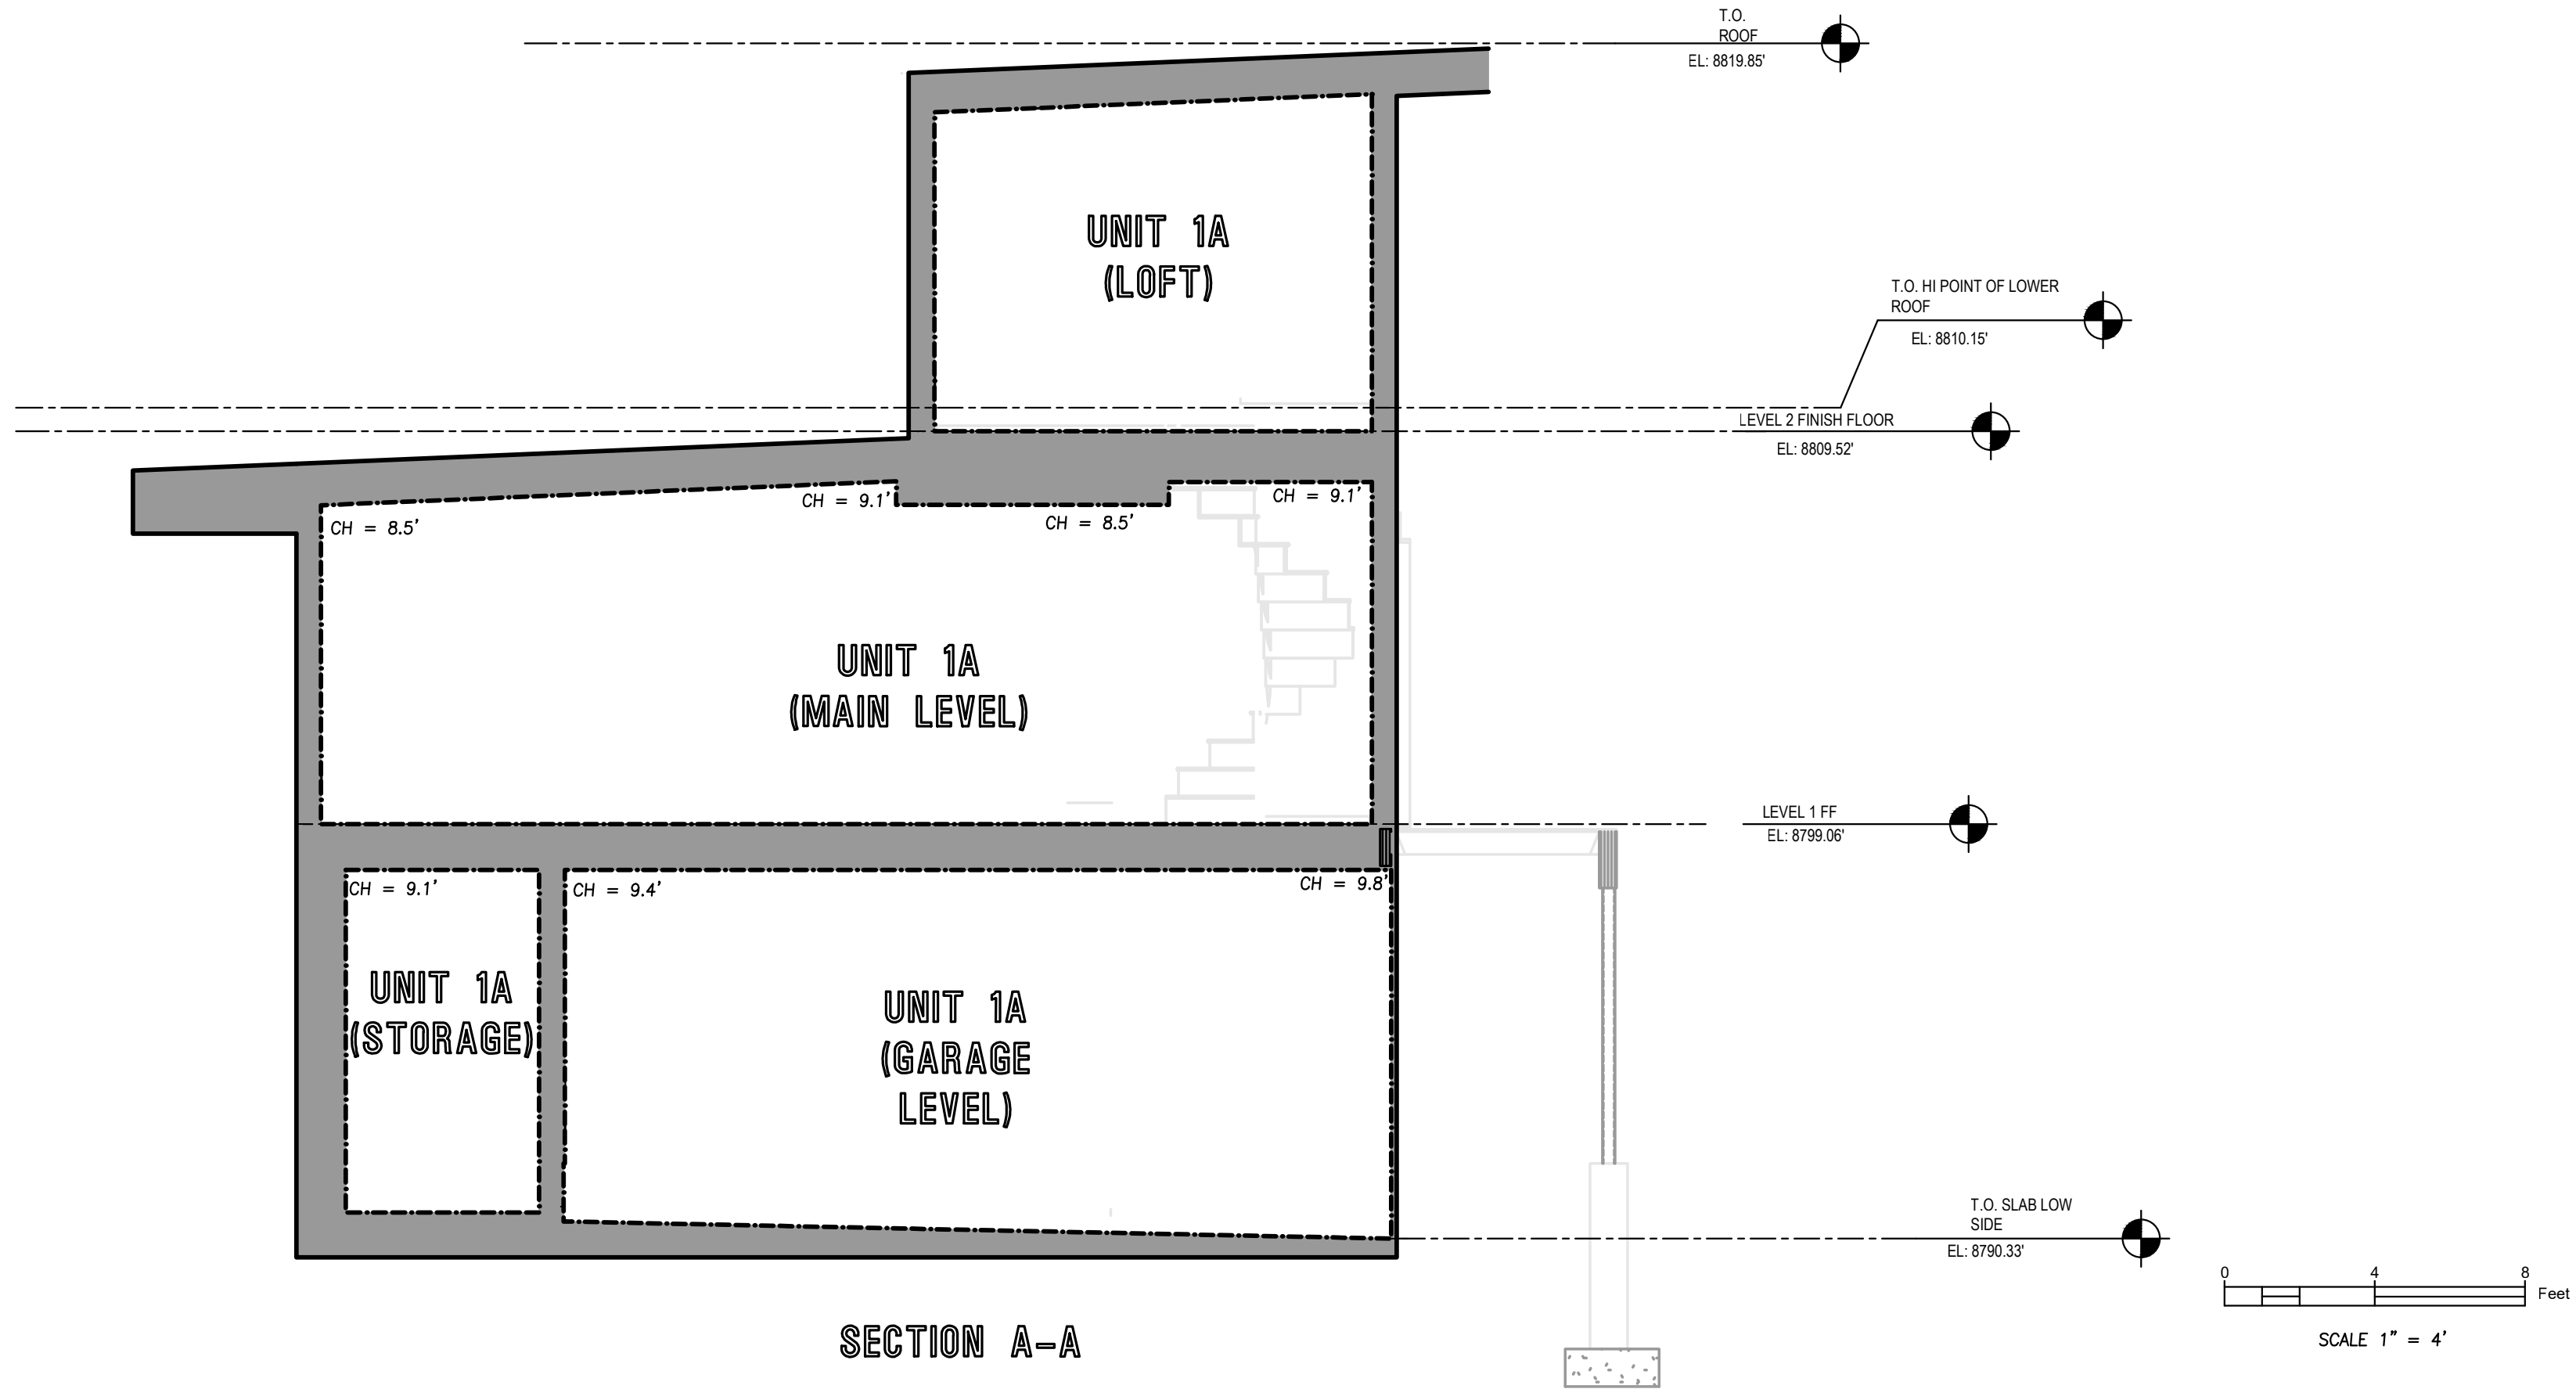 T.O.
ROOF
EL: 8819.85'
UNIT 1A
(LOFT)
T.O. HI POINT OF LOWER
ROOF
EL: 8810.15'
LEVEL 2 FINISH FLOOR
EL: 8809.52'
CH = 8.5'
CH = 9.1'
CH = 8.5'
CH = 9.1'
UNIT 1A
(MAIN LEVEL)
LEVEL 1 FF
EL: 8799.06'
CH = 9.1'
CH = 9.4'
CH = 9.8'
UNIT 1A
(STORAGE)
UNIT 1A
(GARAGE
LEVEL)
T.O. SLAB LOW
SIDE
EL: 8790.33'
0 4 8
Feet
SCALE 1" = 4'
SECTION A-A